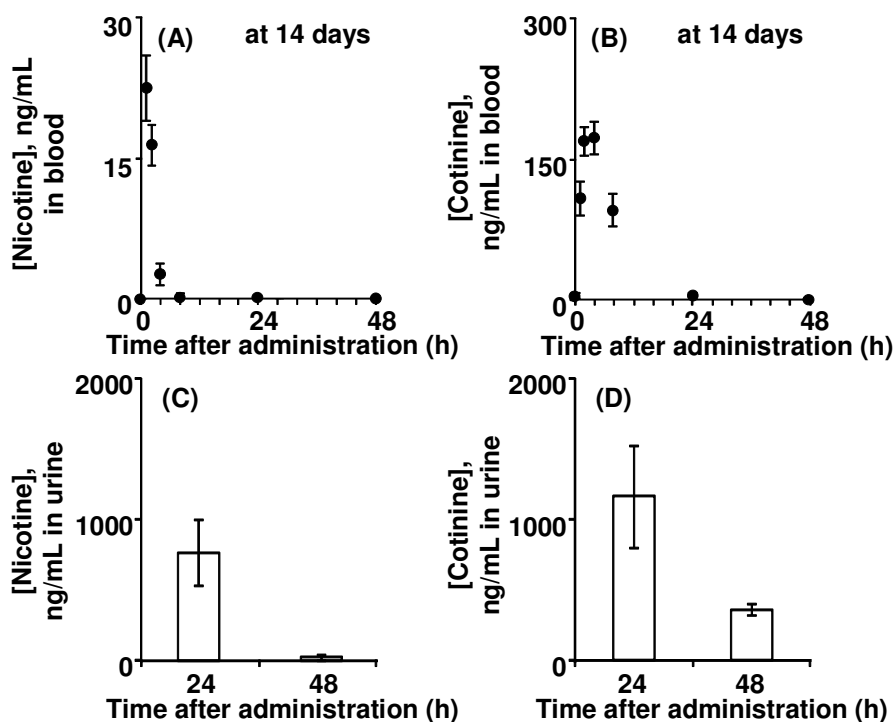 (A) at 14 days
30
15
0
[Nicotine], ng/mL
in blood
0 24 48
Time after administration (h)
(B) at 14 days
300
150
0
[Cotinine],
ng/mL in blood
0 24 48
Time after administration (h)
(C)
2000
1000
0
[Nicotine],
ng/mL in urine
24 48
Time after administration (h)
(D)
2000
1000
0
[Cotinine],
ng/mL in urine
24 48
Time after administration (h)